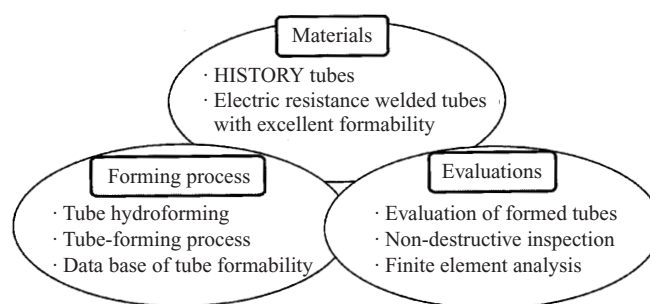 Materials
· HISTORY tubes
· Electric resistance welded tubes
with excellent formability
Forming process
· Tube hydroforming
· Tube-forming process
· Data base of tube formability
Evaluations
· Evaluation of formed tubes
· Non-destructive inspection
· Finite element analysis